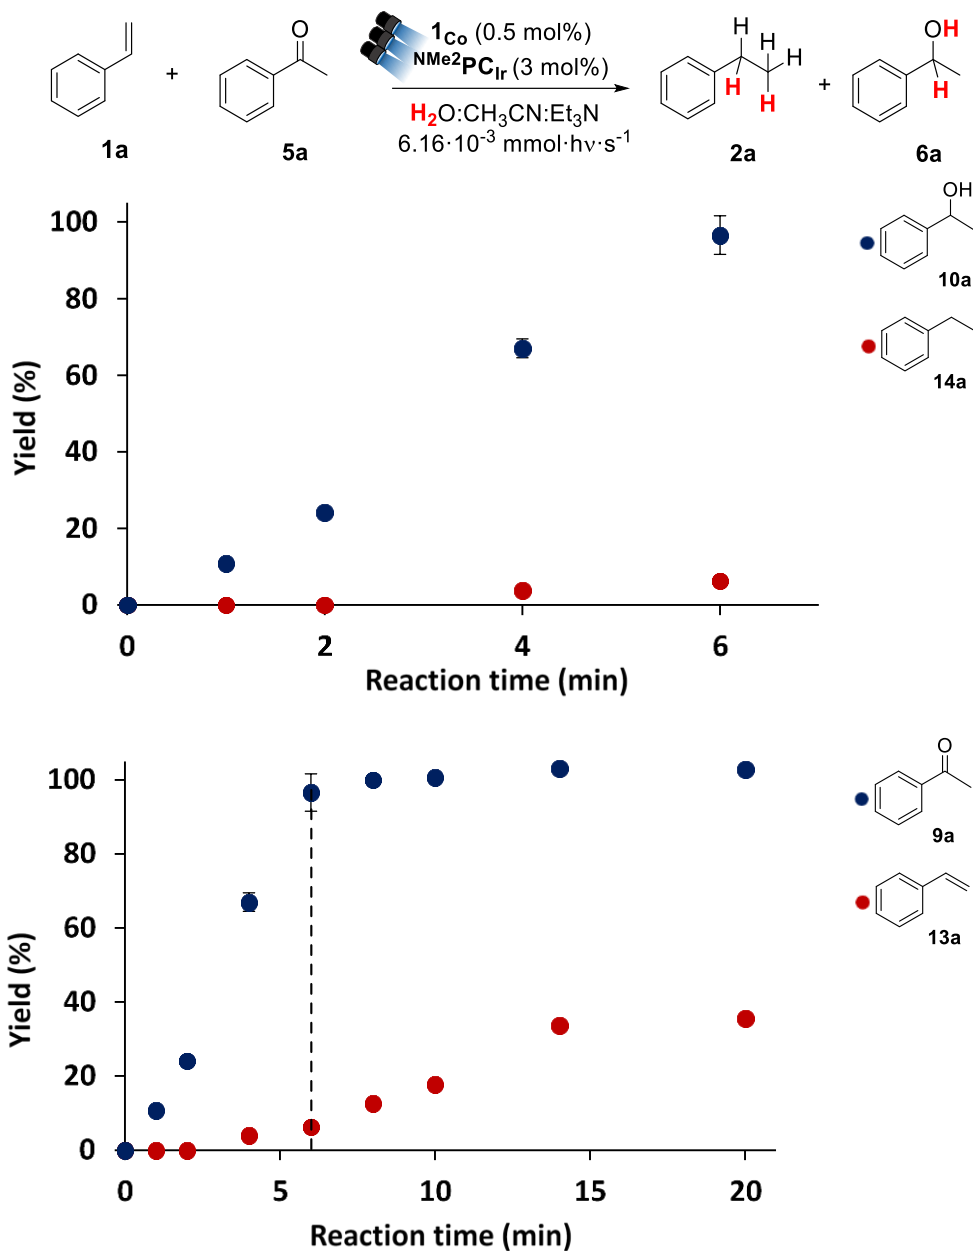 1Co (0.5 mol%)
NMe2PCIr (3 mol%)
H2O:CH3CN:Et3N
6.16·10-3 mmol·hν·s-1
+
+
O
H
H
H
H
H
OH
H
1a
5a
2a
6a
100
80
60
40
20
0
Yield (%)
0
2
4
6
Reaction time (min)
OH
10a
14a
100
80
60
40
20
0
Yield (%)
0
5
10
15
20
Reaction time (min)
O
9a
13a